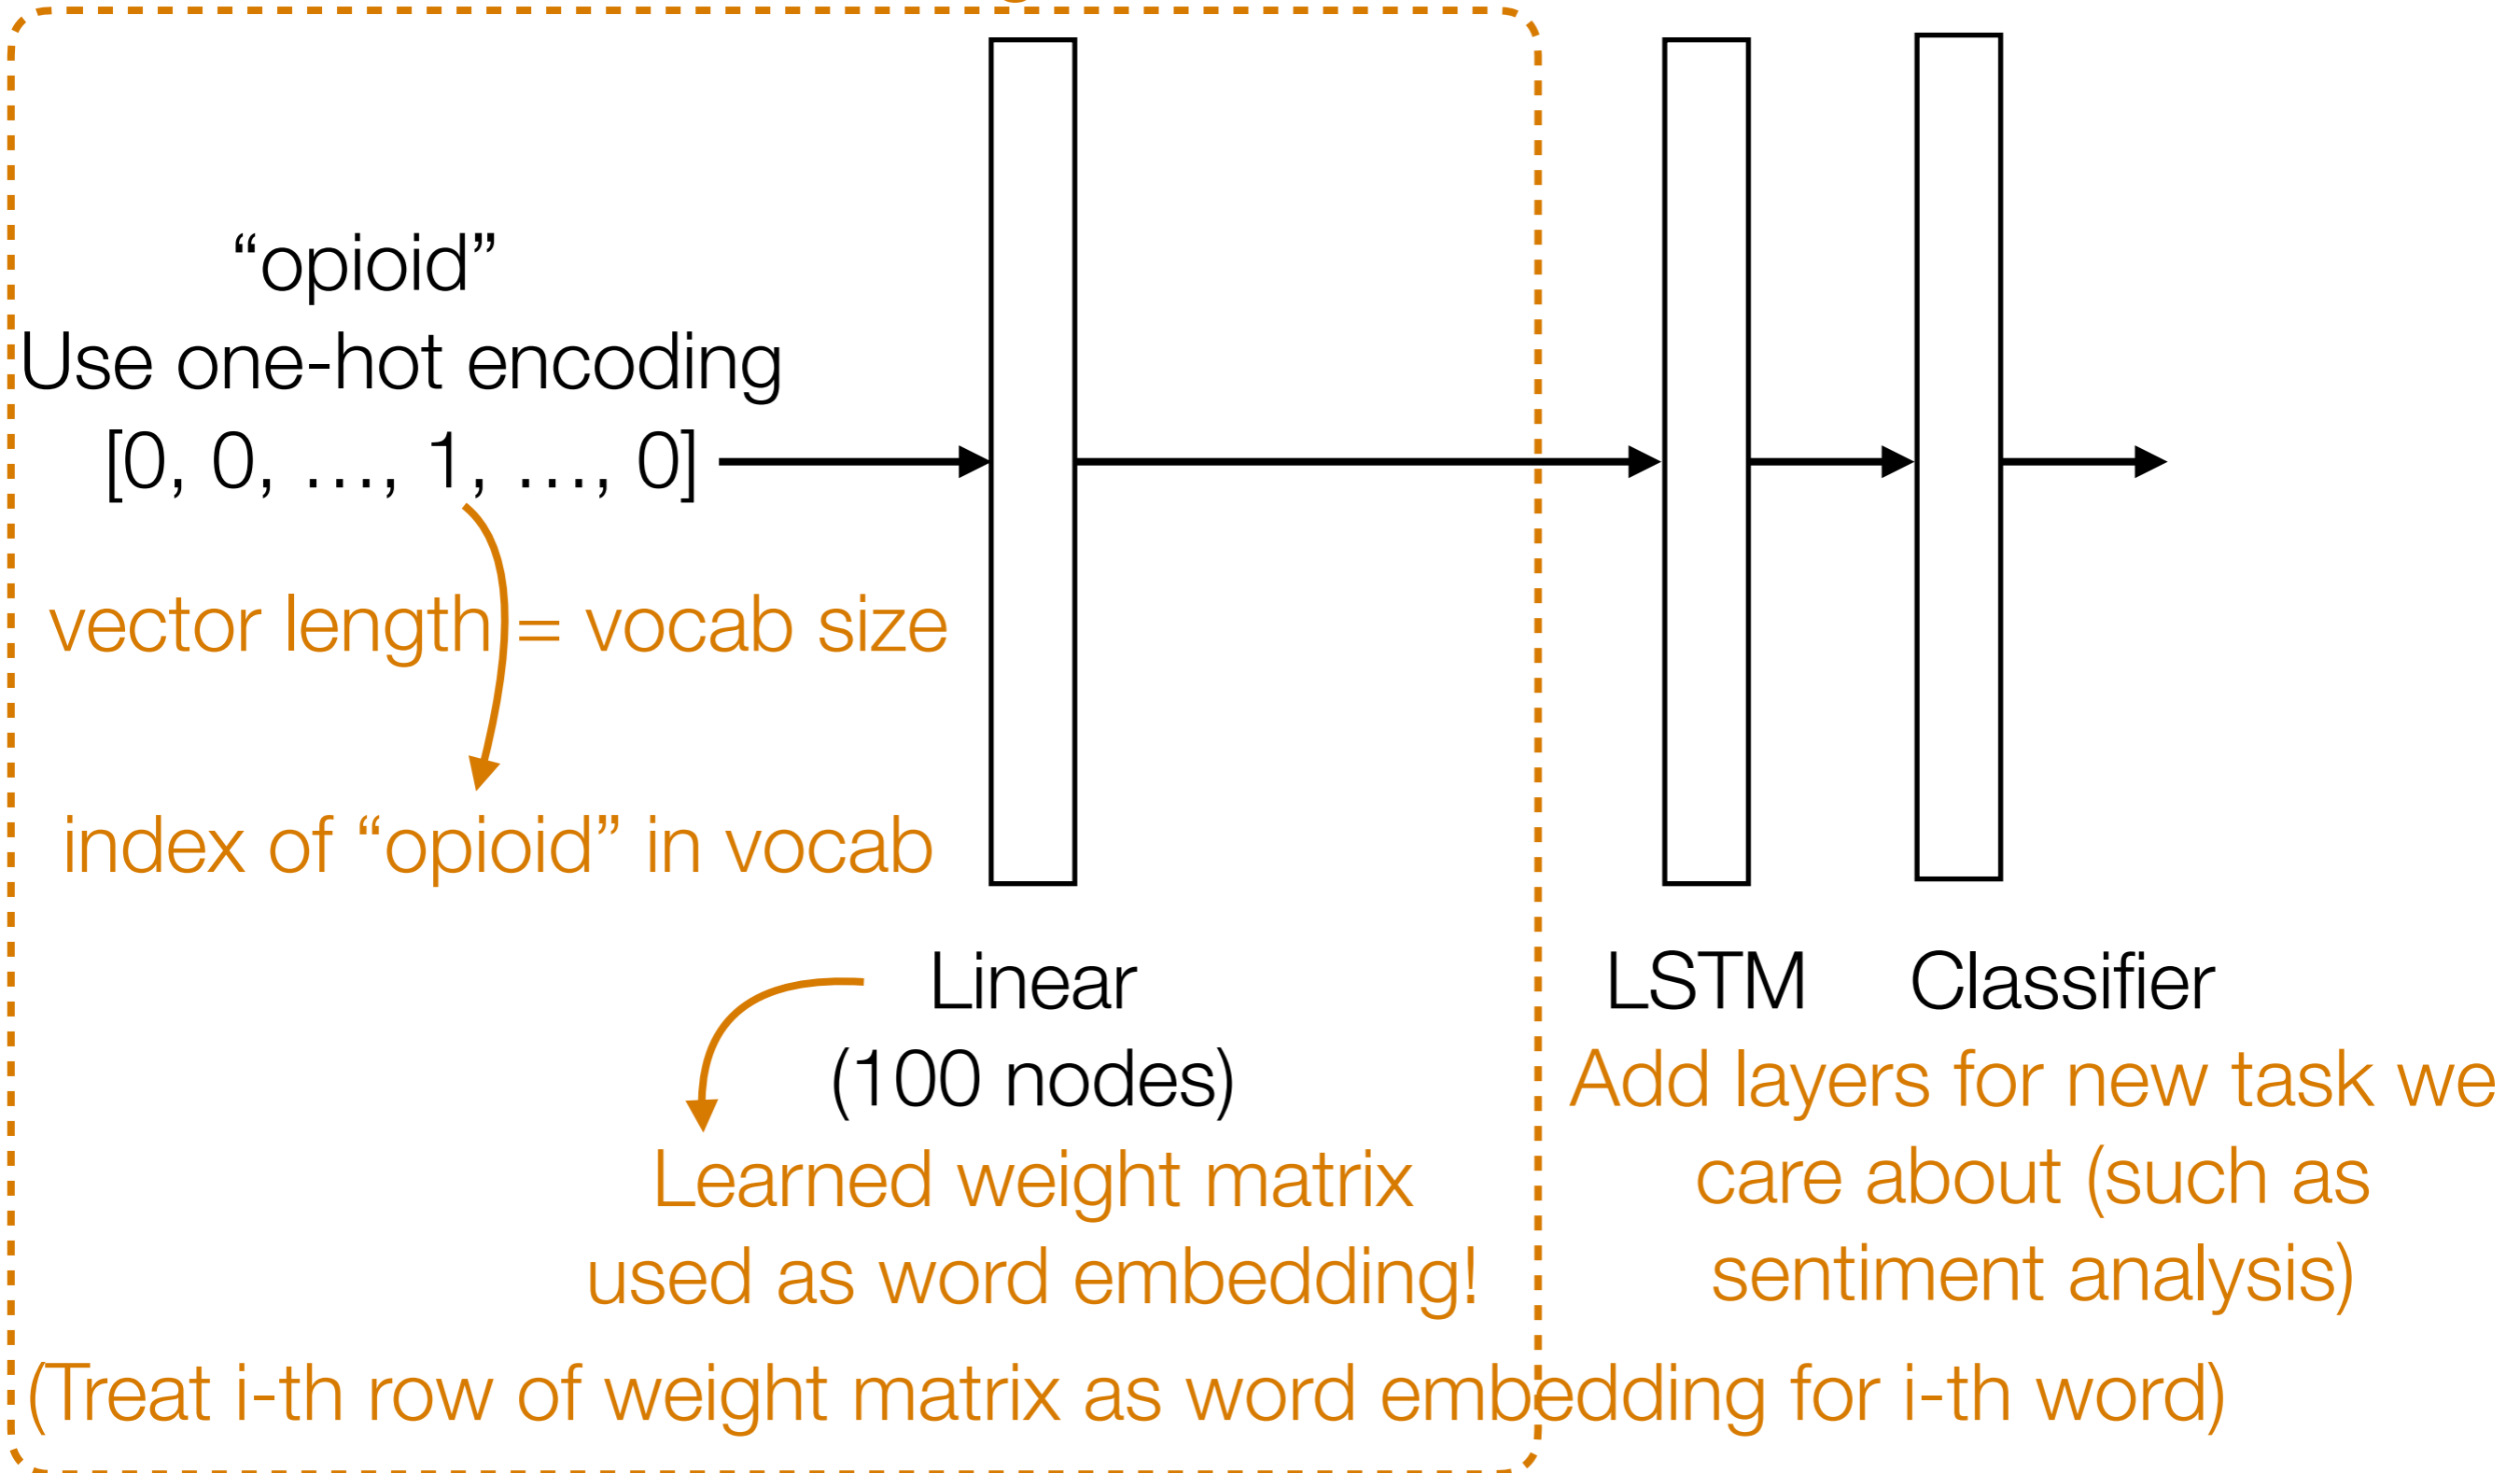 “opioid”
Use one-hot encoding
[0, 0, …, 1, …, 0]
vector length = vocab size
index of “opioid” in vocab
Linear
(100 nodes)
Learned weight matrix
used as word embedding!
LSTM
Classifier
Add layers for new task we
care about (such as
sentiment analysis)
(Treat i-th row of weight matrix as word embedding for i-th word)